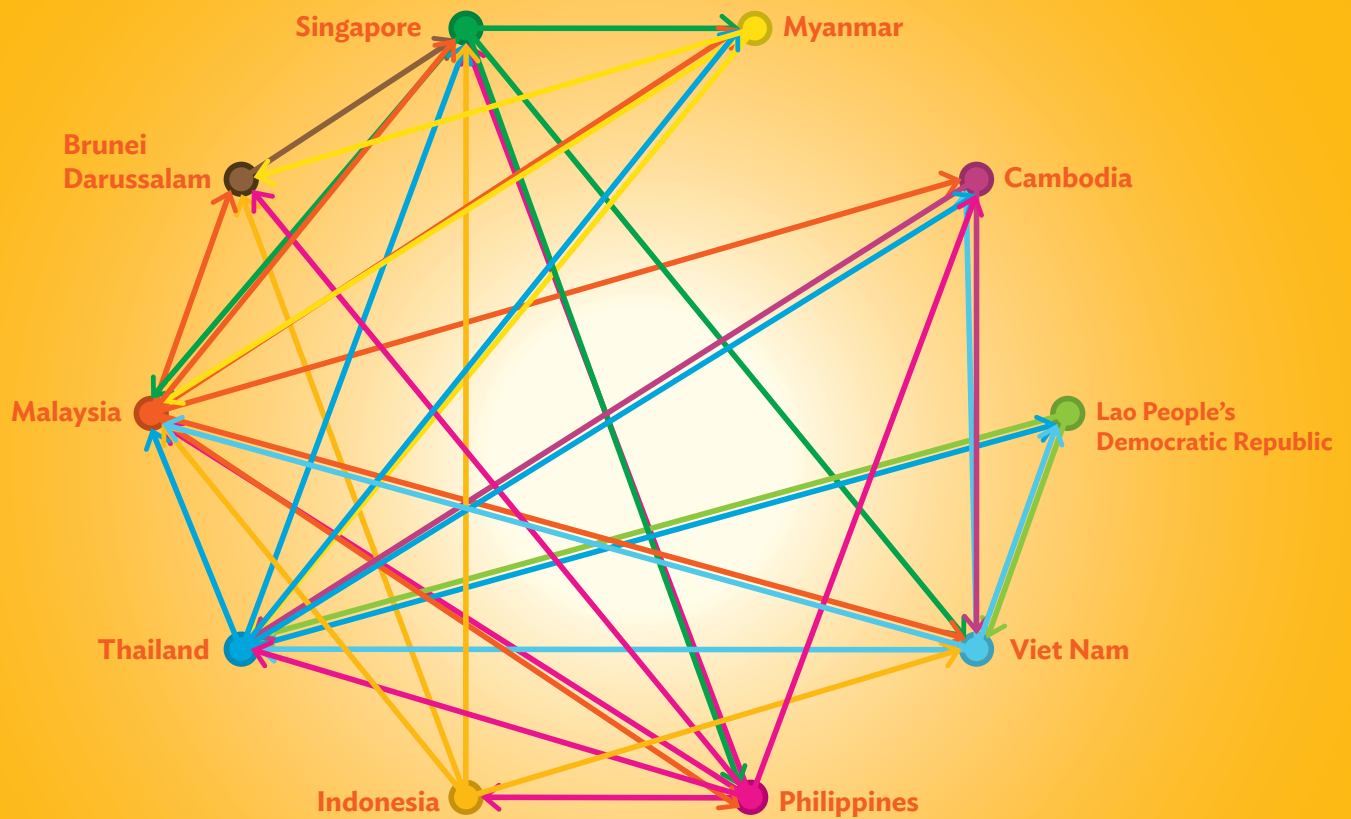 Singapore
Myanmar
Brunei
Darussalam
Cambodia
Malaysia
Lao People’s
Democratic Republic
Thailand
Viet Nam
Indonesia
Philippines